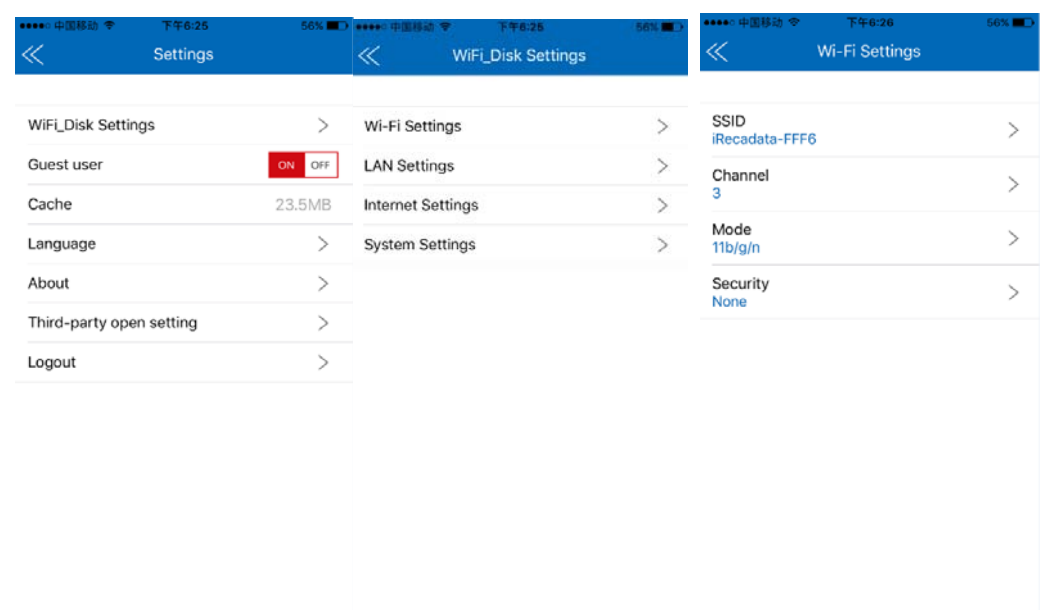 中国移动 下午6:25 56%
Settings
WiFi_Disk Settings
Guest user ON OFF
Cache 23.5MB
Language
About
Third-party open setting
Logout
中国移动 下午6:25 56%
WiFi_Disk Settings
Wi-Fi Settings
LAN Settings
Internet Settings
System Settings
中国移动 下午6:26 56%
Wi-Fi Settings
SSID
iRecadata-FFF6
Channel
3
Mode
11b/g/n
Security
None